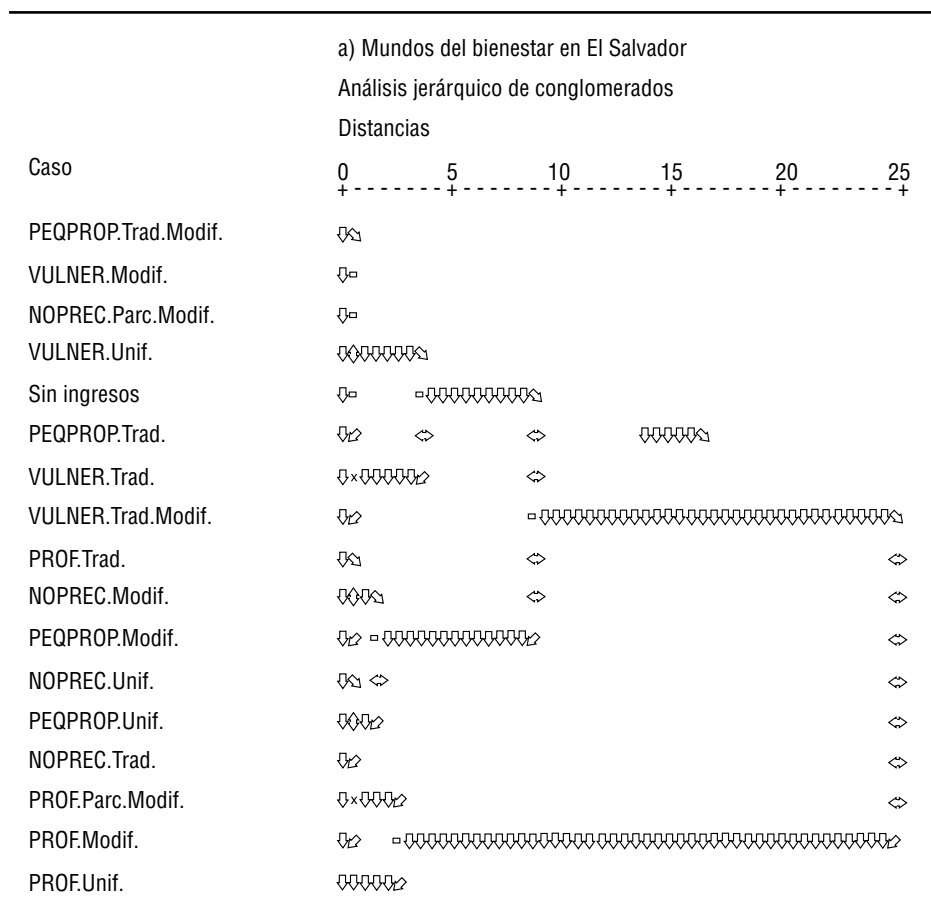 a) Mundos del bienestar en El Salvador
Análisis jerárquico de conglomerados
Distancias
Caso 0 5 10 15 20 25
PEQPROP.Trad.Modif.
VULNER.Modif.
NOPREC.Parc.Modif.
VULNER.Unif.
Sin ingresos
PEQPROP.Trad.
VULNER.Trad.
VULNER.Trad.Modif.
PROF.Trad.
NOPREC.Modif.
PEQPROP.Modif.
NOPREC.Unif.
PEQPROP.Unif.
NOPREC.Trad.
PROF.Parc.Modif.
PROF.Modif.
PROF.Unif.